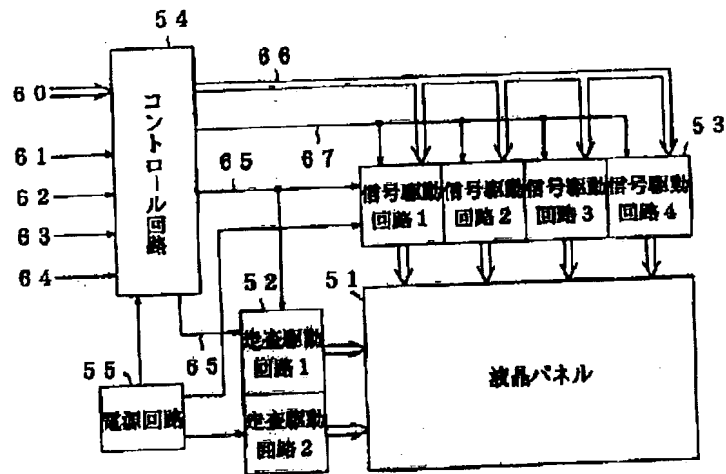 54
66
60
コントロール回路
53
61
67
65
62
信号駆動
回路1
信号駆動
回路2
信号駆動
回路3
信号駆動
回路4
63
64
52
51
走査駆動
回路1
65
液晶パネル
55
電源回路
走査駆動
回路2